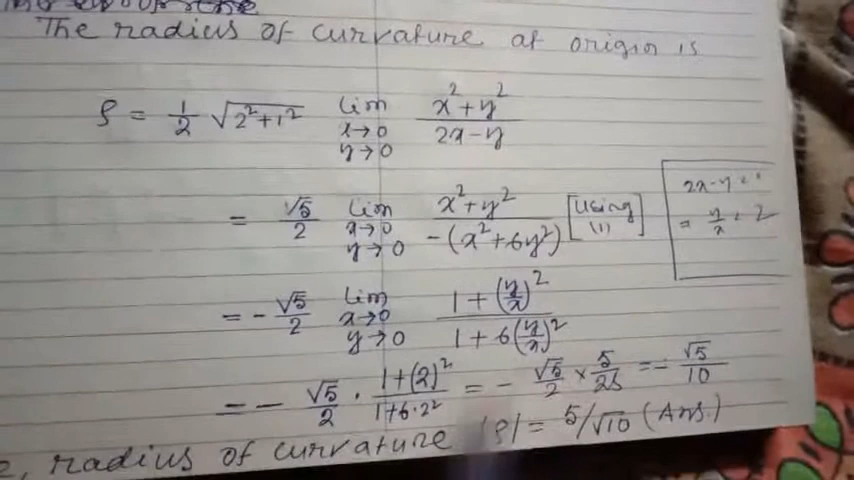 The radius of curvature at origin is
ρ = 1/2 √(2²+1²) lim x→0 y→0 (x²+y²)/(2x-y)
= √5/2 lim x→0 y→0 (x²+y²)/-(x²+6y²) [using (1)]
2x-y=
= y/x = 2
= - √5/2 lim x→0 y→0 (1+(y/x)²)/(1+6(y/x)²)
= - √5/2 · (1+(2)²)/(1+6·2²) = - √5/2 × 5/25 = - √5/10
radius of curvature |ρ| = 5/√10 (Ans.)